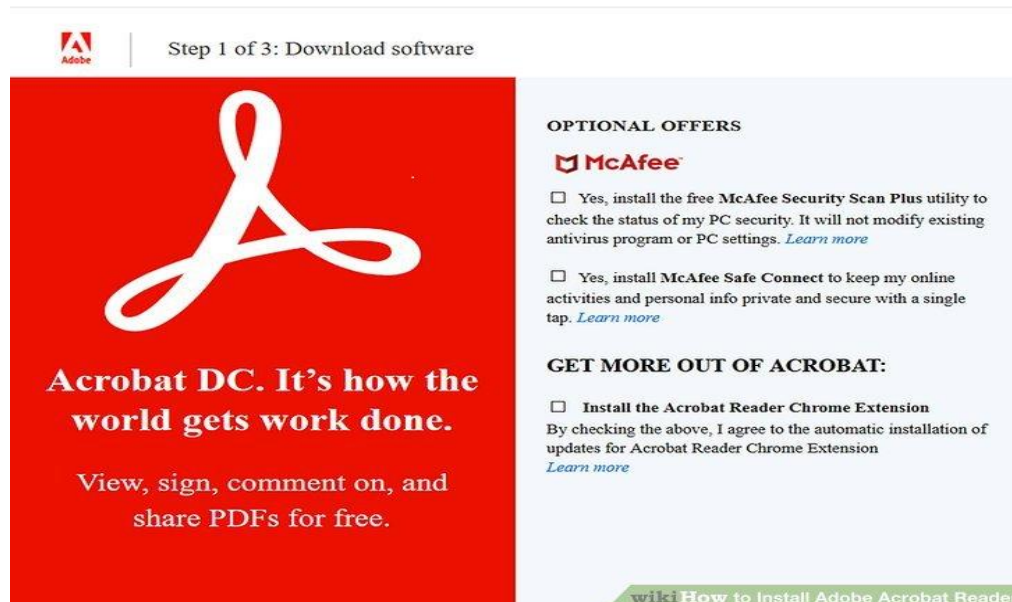 Adobe
Step 1 of 3: Download software
Acrobat DC. It's how the
world gets work done.
View, sign, comment on, and
share PDFs for free.
OPTIONAL OFFERS
McAfee™
Yes, install the free McAfee Security Scan Plus utility to
check the status of my PC security. It will not modify existing
antivirus program or PC settings. Learn more
Yes, install McAfee Safe Connect to keep my online
activities and personal info private and secure with a single
tap. Learn more
GET MORE OUT OF ACROBAT:
Install the Acrobat Reader Chrome Extension
By checking the above, I agree to the automatic installation of
updates for Acrobat Reader Chrome Extension
Learn more
wikiHow to Install Adobe Acrobat Reade